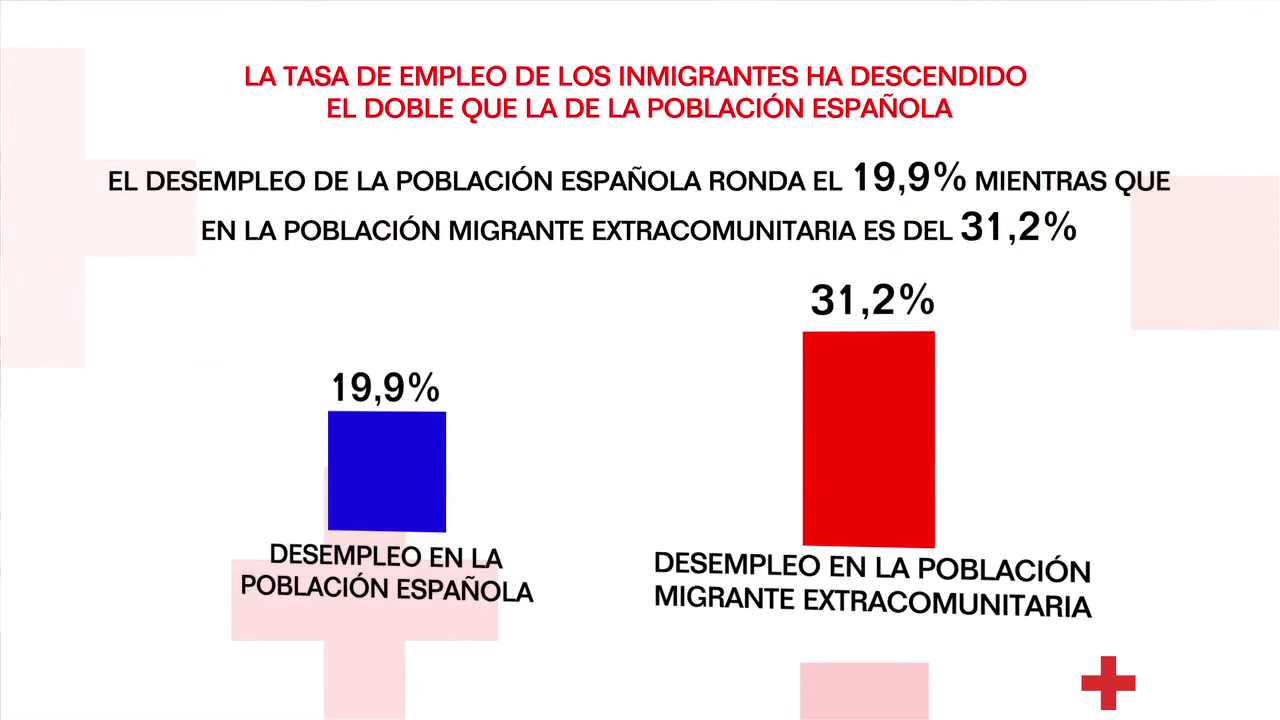 LA TASA DE EMPLEO DE LOS INMIGRANTES HA DESCENDIDO
EL DOBLE QUE LA DE LA POBLACIÓN ESPAÑOLA
EL DESEMPLEO DE LA POBLACIÓN ESPAÑOLA RONDA EL 19,9% MIENTRAS QUE
EN LA POBLACIÓN MIGRANTE EXTRACOMUNITARIA ES DEL 31,2%
19,9%
DESEMPLEO EN LA
POBLACIÓN ESPAÑOLA
31,2%
DESEMPLEO EN LA POBLACIÓN
MIGRANTE EXTRACOMUNITARIA